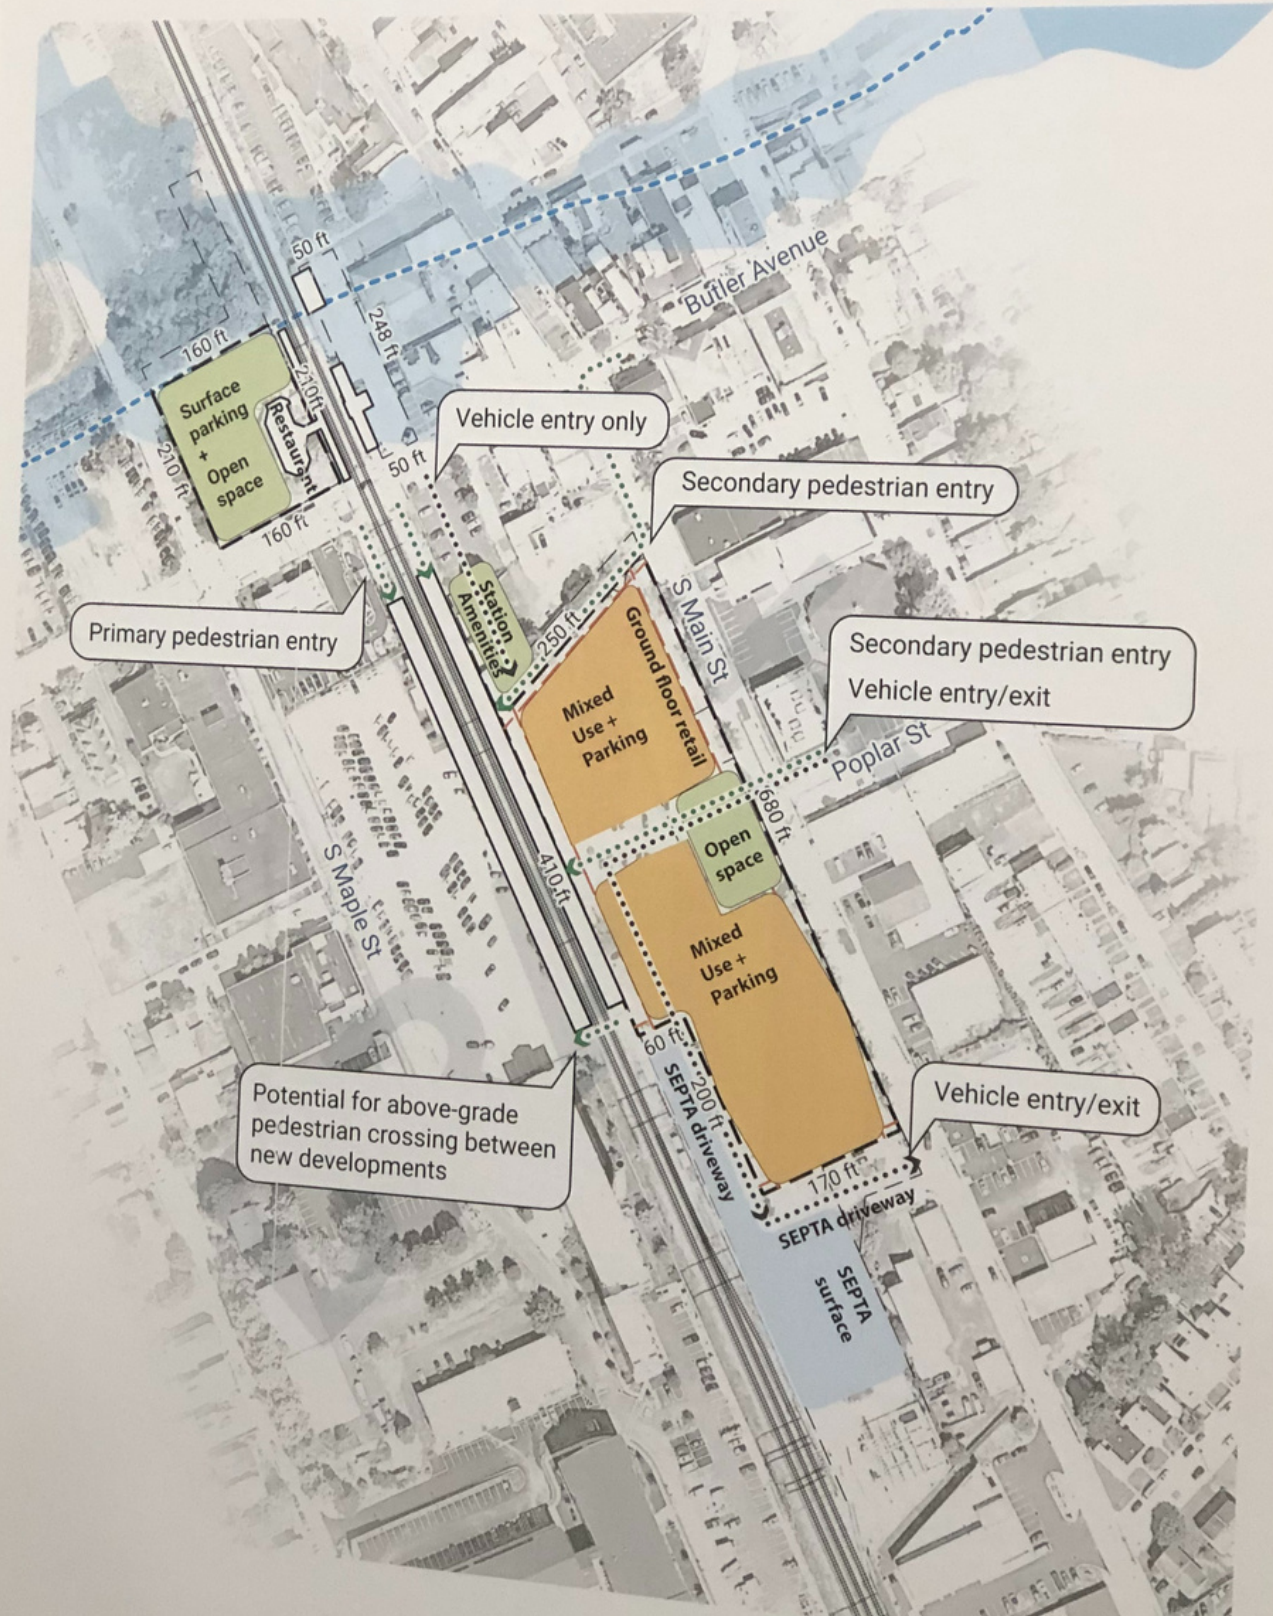 50 ft
Butler Avenue
248 ft
160 ft
210ft
Surface
parking
+
Open
space
Restaurant
210 ft
160 ft
50 ft
Vehicle entry only
Secondary pedestrian entry
Primary pedestrian entry
Station
Amenities
250 ft
S Main St
Ground floor retail
Mixed
Use +
Parking
Secondary pedestrian entry
Vehicle entry/exit
Poplar St
680 ft
Open
space
S Maple St
410 ft
Mixed
Use +
Parking
60 ft
SEPTA driveway
200 ft
Potential for above-grade
pedestrian crossing between
new developments
Vehicle entry/exit
170 ft
SEPTA driveway
SEPTA
surface